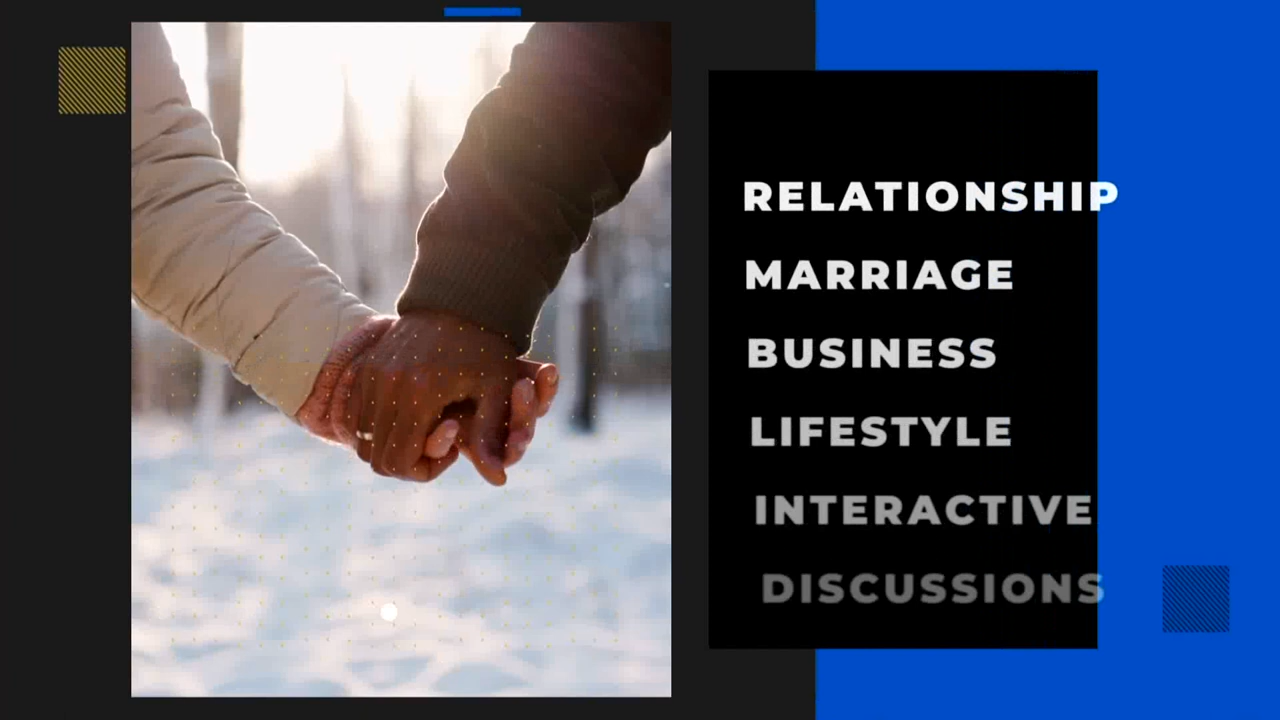 RELATIONSHIP
MARRIAGE
BUSINESS
LIFESTYLE
INTERACTIVE
DISCUSSIONS